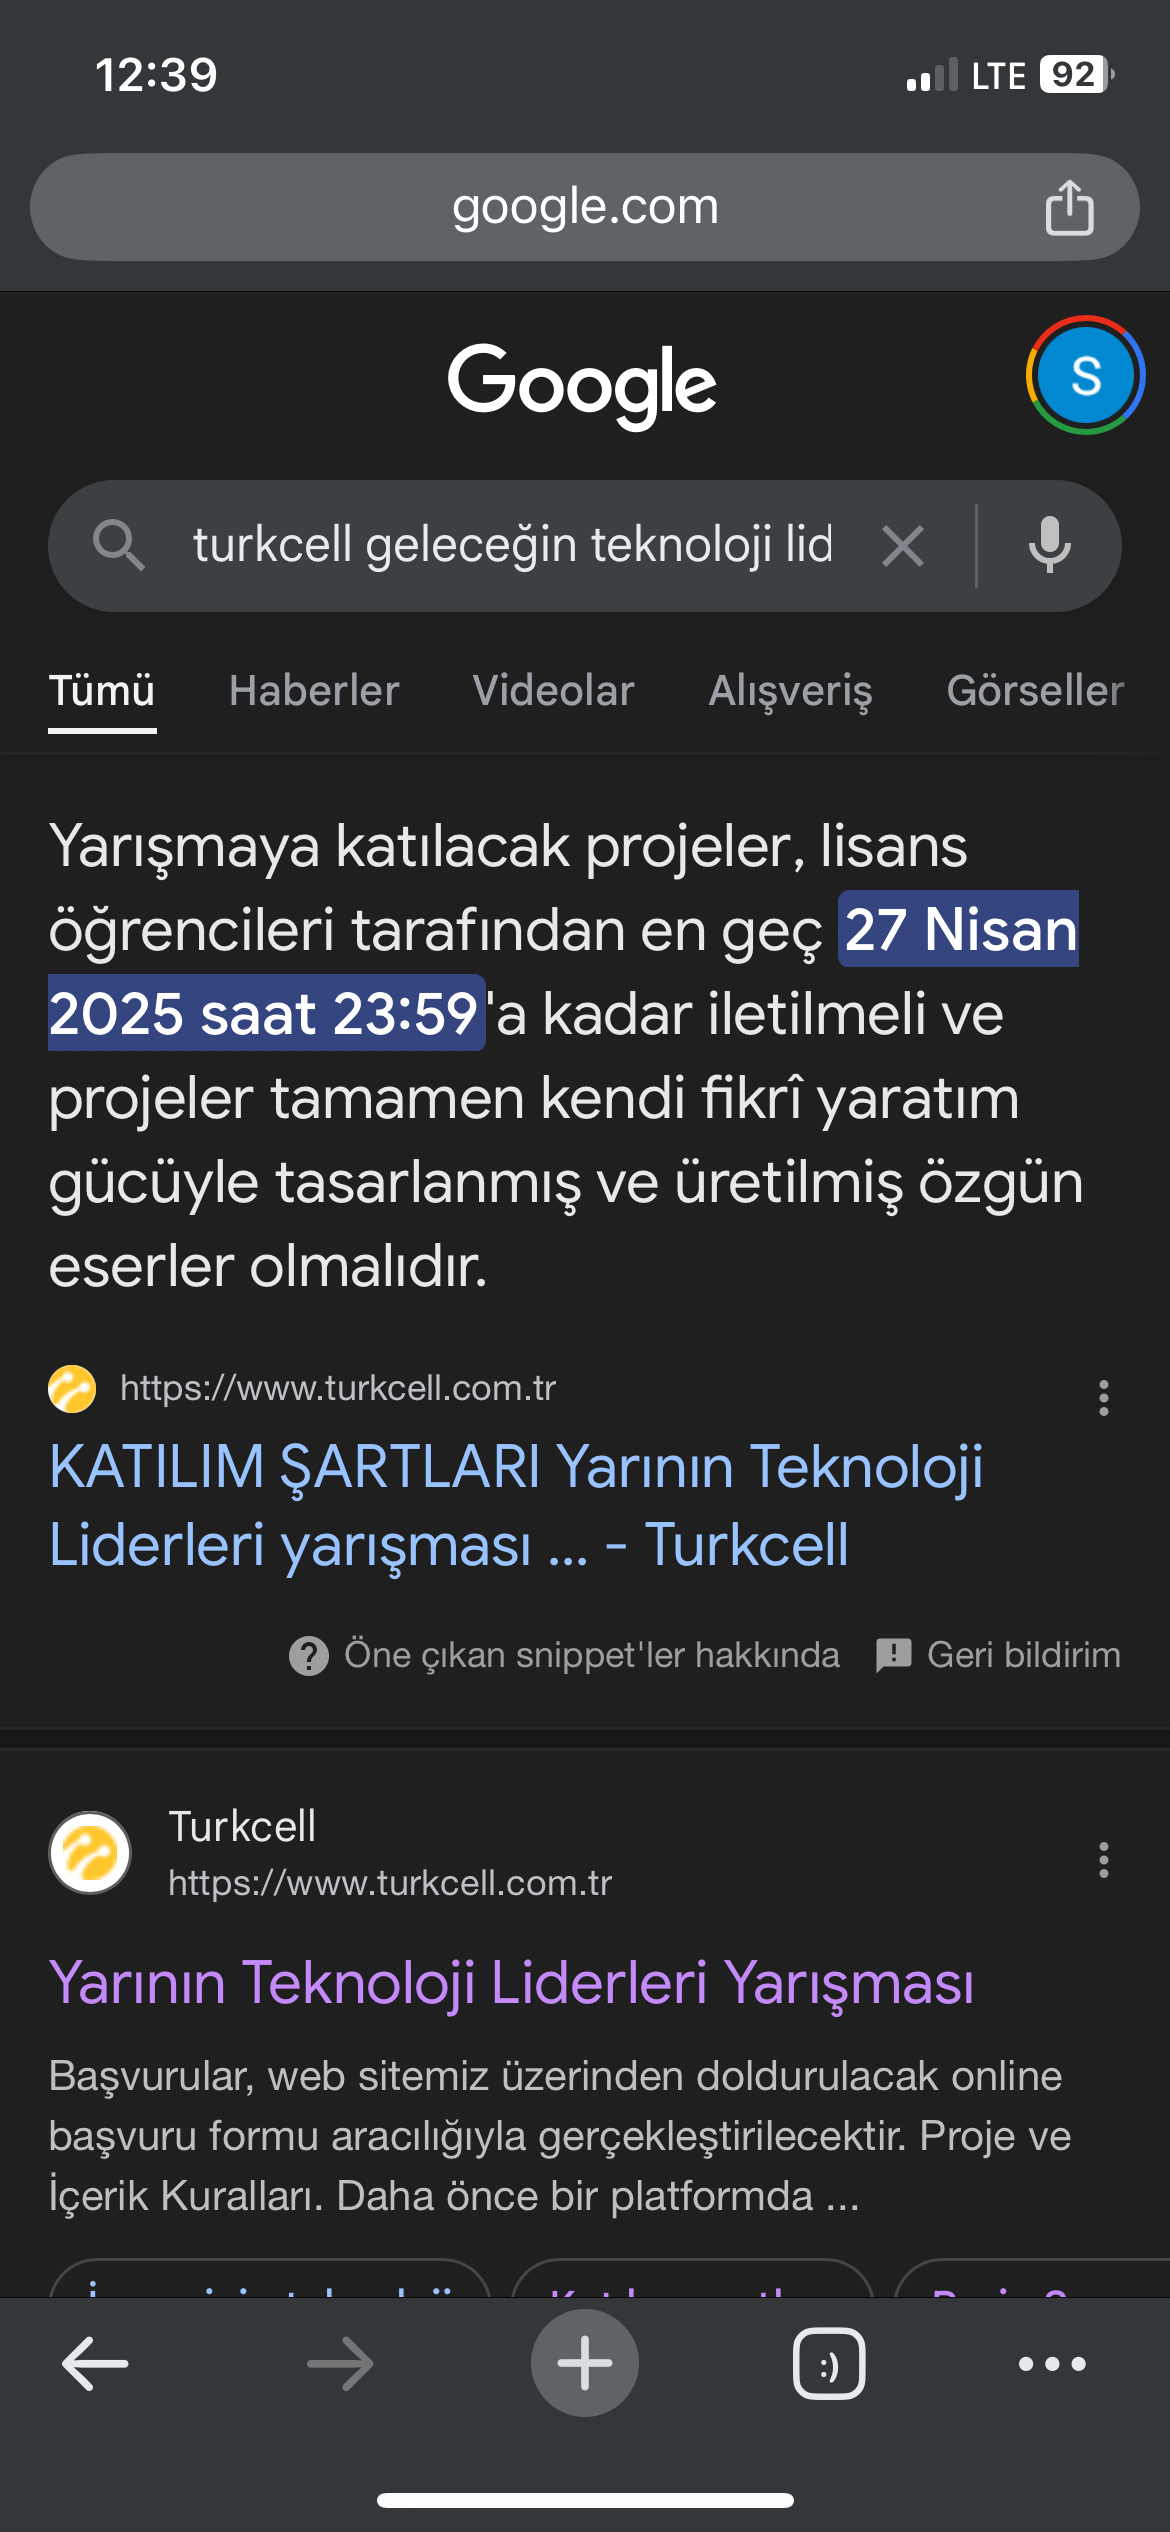 12:39
LTE 92
google.com
Google
S
turkcell geleceğin teknoloji lid
Tümü Haberler Videolar Alışveriş Görseller
Yarışmaya katılacak projeler, lisans
öğrencileri tarafından en geç 27 Nisan
2025 saat 23:59'a kadar iletilmeli ve
projeler tamamen kendi fikrî yaratım
gücüyle tasarlanmış ve üretilmiş özgün
eserler olmalıdır.
https://www.turkcell.com.tr
KATILIM ŞARTLARI Yarının Teknoloji
Liderleri yarışması ... - Turkcell
Öne çıkan snippet'ler hakkında Geri bildirim
Turkcell
https://www.turkcell.com.tr
Yarının Teknoloji Liderleri Yarışması
Başvurular, web sitemiz üzerinden doldurulacak online
başvuru formu aracılığıyla gerçekleştirilecektir. Proje ve
İçerik Kuralları. Daha önce bir platformda ...
:)